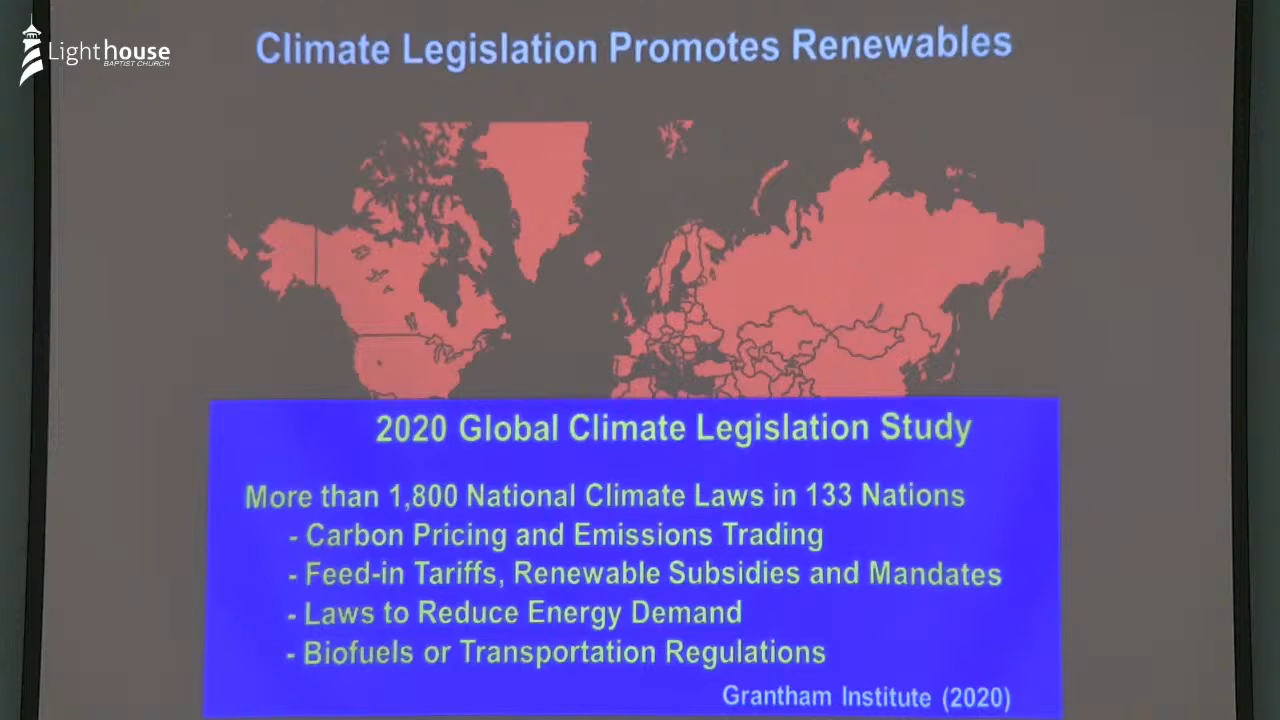 Lighthouse
BAPTIST CHURCH
Climate Legislation Promotes Renewables
2020 Global Climate Legislation Study
More than 1,800 National Climate Laws in 133 Nations
- Carbon Pricing and Emissions Trading
- Feed-in Tariffs, Renewable Subsidies and Mandates
- Laws to Reduce Energy Demand
- Biofuels or Transportation Regulations
Grantham Institute (2020)